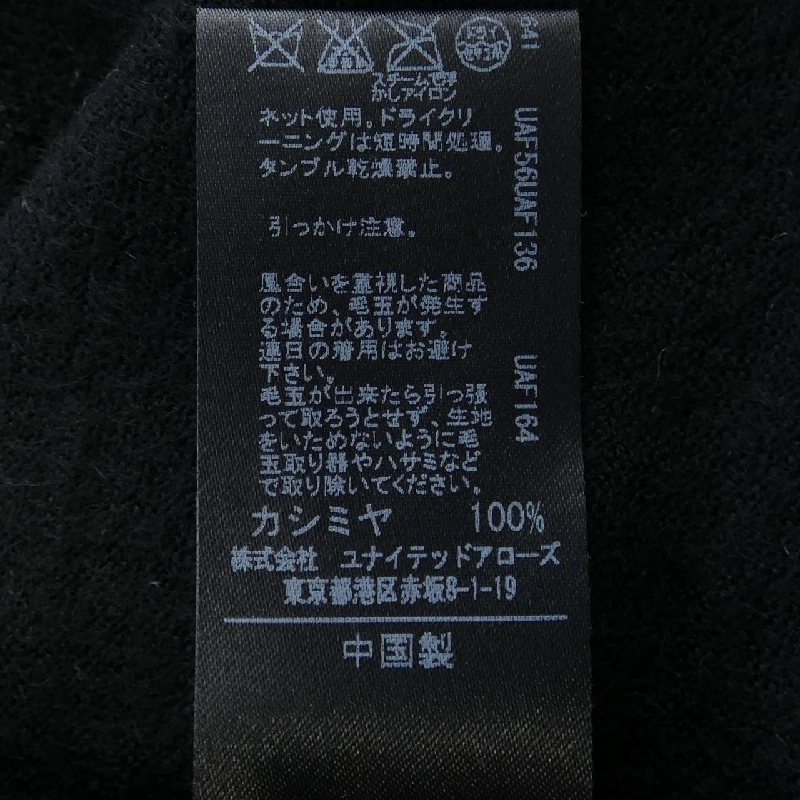 スチームで浮
かしアイロン
ネット使用。ドライクリ
ーニングは短時間処理。
タンブル乾燥禁止。
引っかけ注意。
風合いを重視した商品
のため、毛玉が発生す
る場合があります。
連日の着用はお避け
下さい。
毛玉が出来たら引っ張
って取ろうとせず、生地
をいためないように毛
玉取り器やハサミなど
で取り除いてください。
カシミヤ 100%
株式会社 ユナイテッドアローズ
東京都港区赤坂8-1-19
中国製
641 UAF56UAF136 UAF164